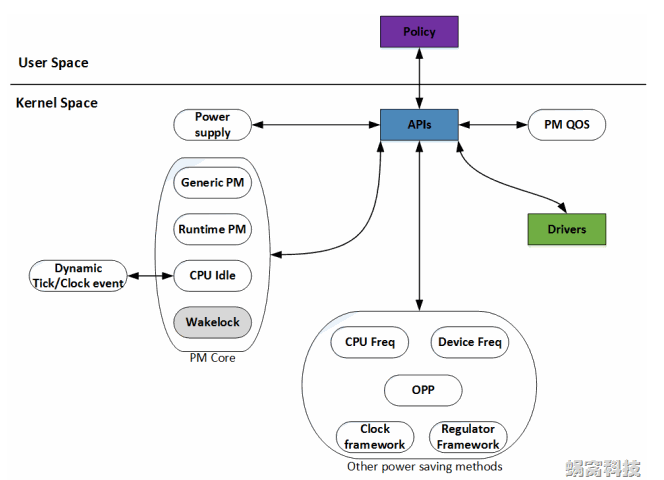 Policy
User Space
Kernel Space
Power
supply
APIs
PM QOS
Generic PM
Runtime PM
Drivers
Dynamic
Tick/Clock event
CPU Idle
Wakelock
PM Core
CPU Freq
Device Freq
OPP
Clock
framework
Regulator
Framework
Other power saving methods
蜗窝科技